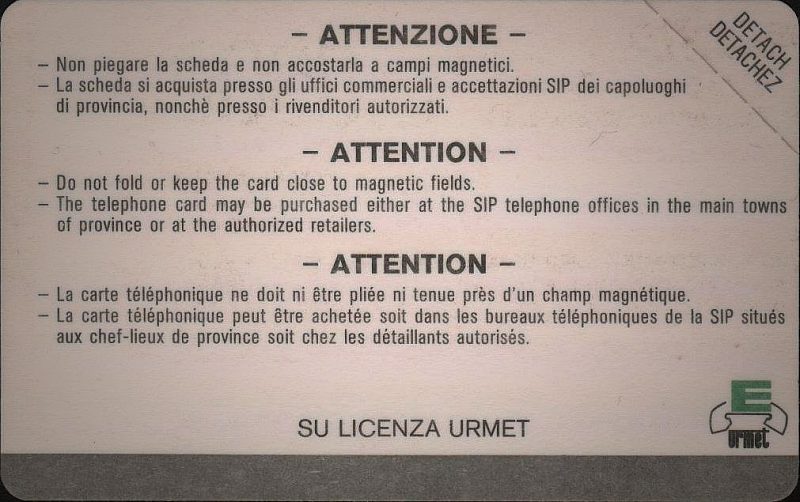 – ATTENZIONE –
– Non piegare la scheda e non accostarla a campi magnetici.
– La scheda si acquista presso gli uffici commerciali e accettazioni SIP dei capoluoghi
di provincia, nonchè presso i rivenditori autorizzati.
DETACH
DETACHEZ
– ATTENTION –
– Do not fold or keep the card close to magnetic fields.
– The telephone card may be purchased either at the SIP telephone offices in the main towns
of province or at the authorized retailers.
– ATTENTION –
– La carte téléphonique ne doit ni être pliée ni tenue près d'un champ magnétique.
– La carte téléphonique peut être achetée soit dans les bureaux téléphoniques de la SIP situés
aux chef-lieux de province soit chez les détaillants autorisés.
SU LICENZA URMET
E
urmet